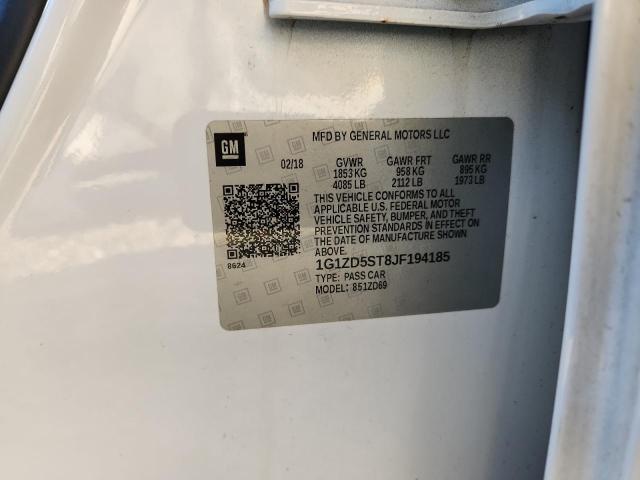 GM
MFD BY GENERAL MOTORS LLC
02/18 GVWR GAWR FRT GAWR RR
1853 KG 958 KG 895 KG
4085 LB 2112 LB 1973 LB
THIS VEHICLE CONFORMS TO ALL
APPLICABLE U.S. FEDERAL MOTOR
VEHICLE SAFETY, BUMPER, AND THEFT
PREVENTION STANDARDS IN EFFECT ON
THE DATE OF MANUFACTURE SHOWN
ABOVE.
8624
1G1ZD5ST8JF194185
TYPE: PASS CAR
MODEL: 851ZD69